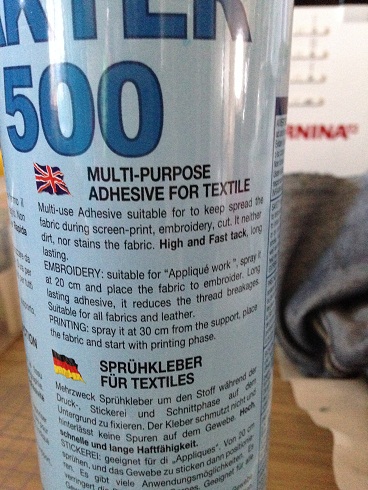 500
MULTI-PURPOSE
ADHESIVE FOR TEXTILE
Multi-use Adhesive suitable for to keep spread the
fabric during screen-print, embroidery, cut. It neither
dirt, nor stains the fabric. High and Fast tack, long
lasting.
EMBROIDERY: suitable for “Appliqué work”, spray it
at 20 cm and place the fabric to embroider. Long
lasting adhesive, it reduces the thread breakages.
Suitable for all fabrics and leather.
PRINTING: spray it at 30 cm from the support, place
the fabric and start with printing phase.
SPRÜHKLEBER
FÜR TEXTILES
Mehrzweck Sprühkleber um den Stoff während der
Druck-, Stickerei und Schnittphase auf dem
Untergrund zu fixieren. Der Kleber schmutzt nicht und
hinterlässt keine Spuren auf dem Gewebe. Hoch,
schnelle und lange Haftfähigkeit.
STICKEREI: geeignet für di „Appliques". Von 20 cm
sprühen, und das Gewebe zu sticken dann positionie-
ren. Es gibt viele Anwendungsmöglichkeiten. Es
RNINA